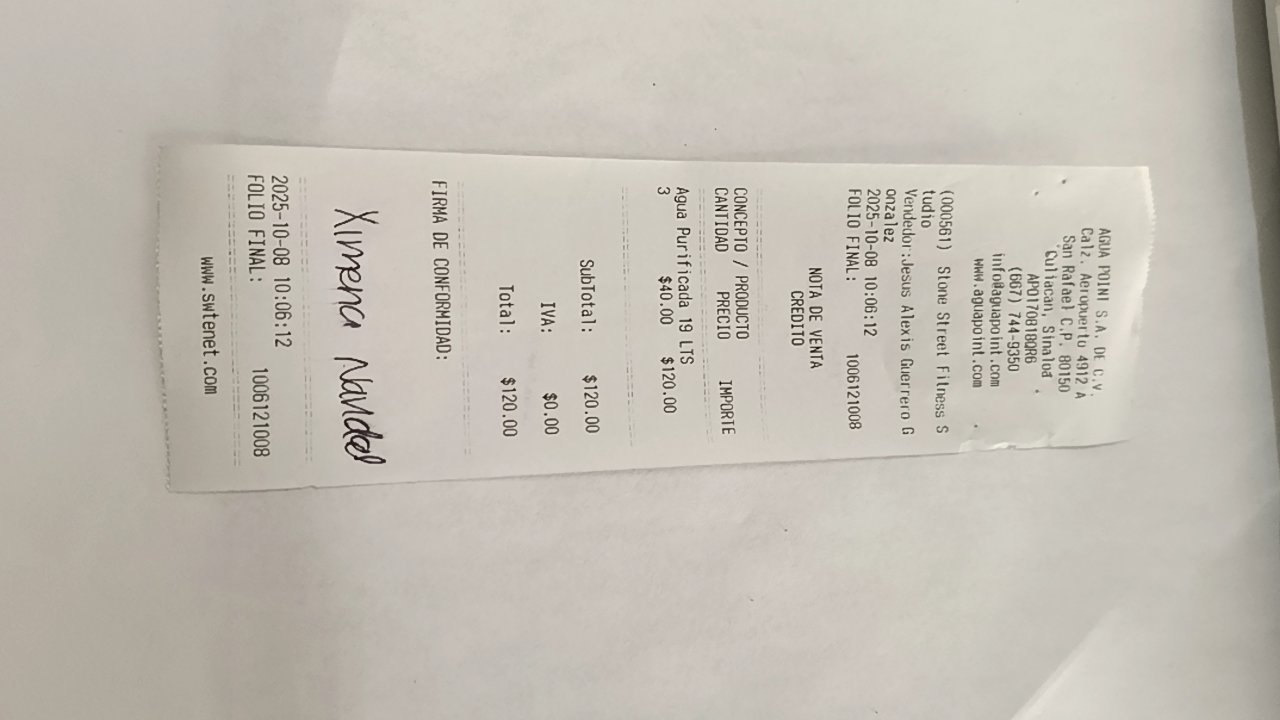 AGUA POINT S.A. DE C.V.
Calz. Aeropuerto 4912 A
San Rafael C.P. 80150
Culiacan, Sinaloa
APO170818QR6
(667) 744-9350
info@aguapoint.com
www.aguapoint.com
(000561) Stone Street Fitness S
tudio
Vendedor:Jesus Alexis Guerrero G
onzalez
2025-10-08 10:06:12
FOLIO FINAL: 1006121008
NOTA DE VENTA
CREDITO
CONCEPTO / PRODUCTO
CANTIDAD PRECIO IMPORTE
Agua Purificada 19 LTS
3 $40.00 $120.00
SubTotal: $120.00
IVA: $0.00
Total: $120.00
FIRMA DE CONFORMIDAD:
Ximena
2025-10-08 10:06:12
FOLIO FINAL: 1006121008
www.swtenet.com